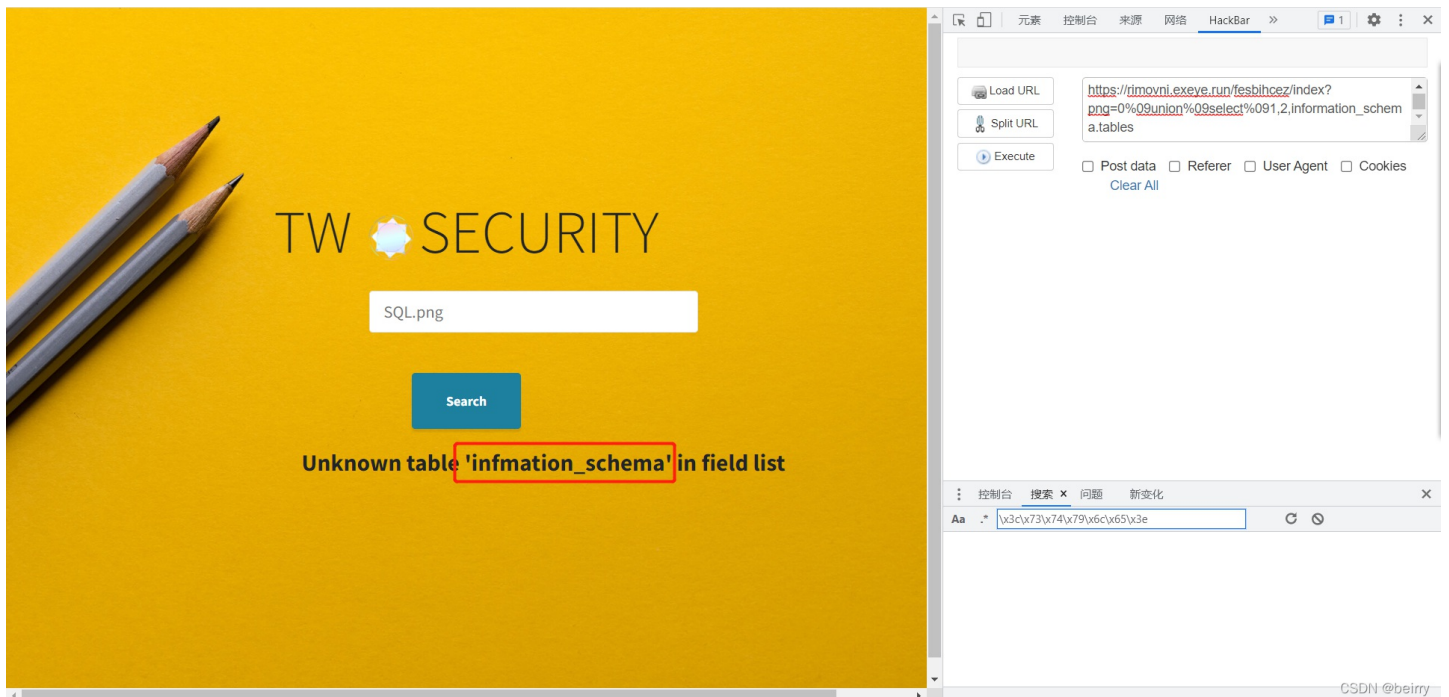 元素 控制台 来源 网络 HackBar » 1
Load URL
Split URL
Execute
https://rimovni.exeye.run/fesbihcez/index?
png=0%09union%09select%091,2,information_schem
a.tables
Post data Referer User Agent Cookies
Clear All
TW SECURITY
SQL.png
Search
Unknown table 'infmation_schema' in field list
控制台 搜索 × 问题 新变化
Aa .* \x3c\x73\x74\x79\x6c\x65\x3e
CSDN @beirry